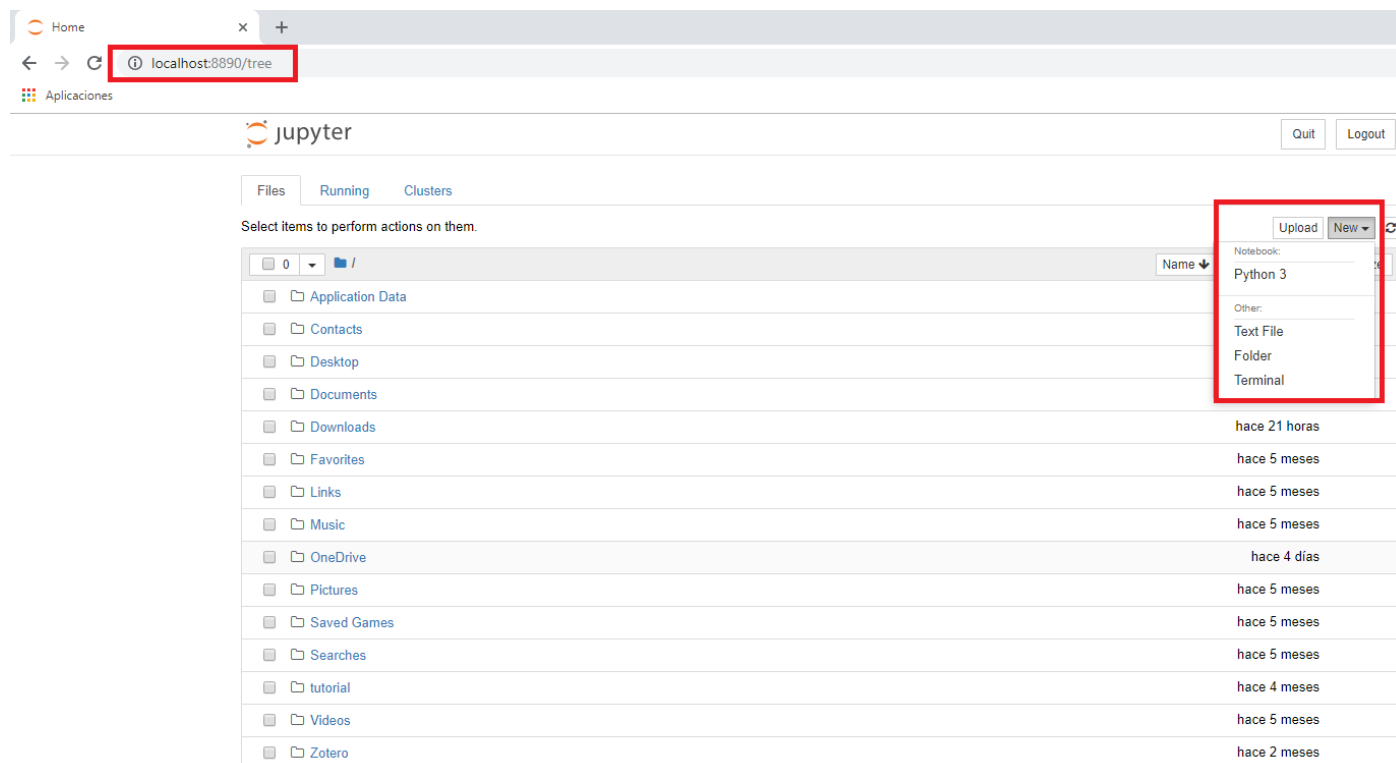 Home
localhost:8890/tree
Aplicaciones
jupyter
Quit Logout
Files Running Clusters
Select items to perform actions on them.
Upload New
0 / Name
Notebook:
Python 3
Other:
Text File
Folder
Terminal
Application Data
Contacts
Desktop
Documents
Downloads hace 21 horas
Favorites hace 5 meses
Links hace 5 meses
Music hace 5 meses
OneDrive hace 4 días
Pictures hace 5 meses
Saved Games hace 5 meses
Searches hace 5 meses
tutorial hace 4 meses
Videos hace 5 meses
Zotero hace 2 meses